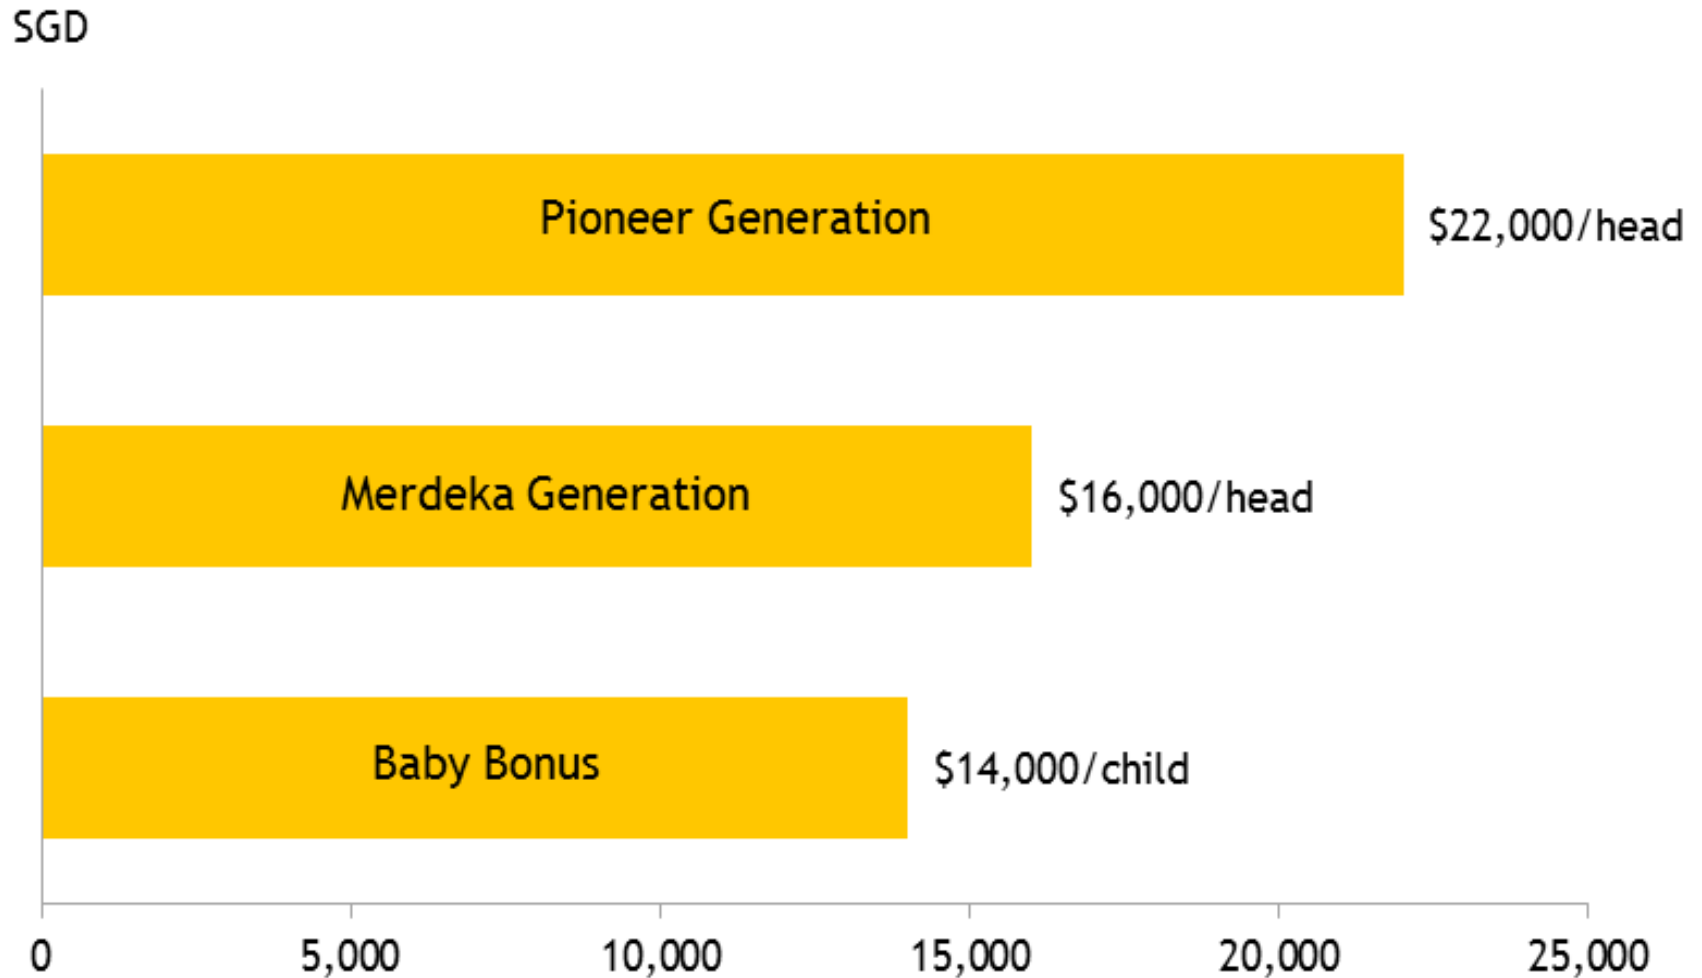 SGD
Pioneer Generation
$22,000/head
Merdeka Generation
$16,000/head
Baby Bonus
$14,000/child
0 5,000 10,000 15,000 20,000 25,000